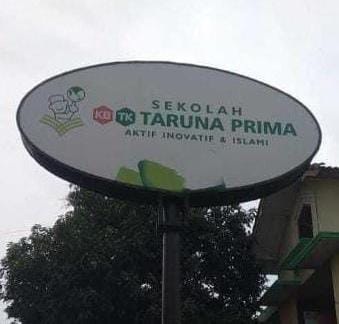 SEKOLAH
KB TK TARUNA PRIMA
AKTIF INOVATIF & ISLAMI